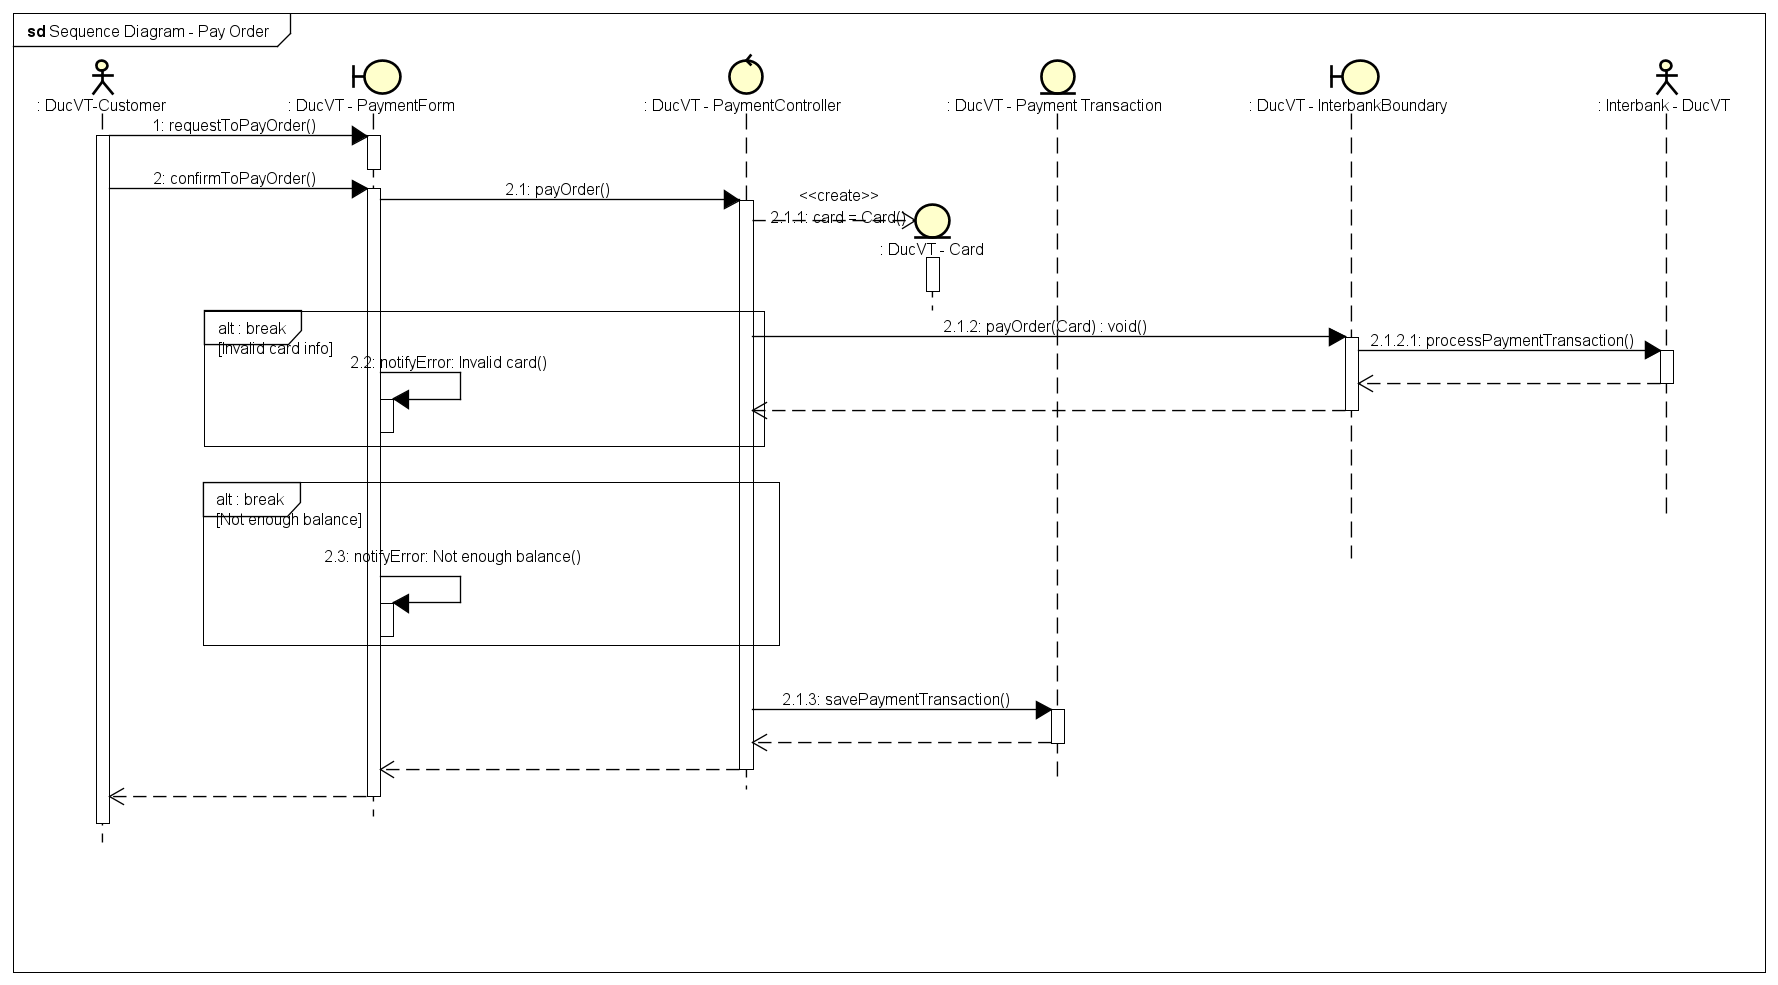 sd Sequence Diagram - Pay Order
: DucVT-Customer
: DucVT - PaymentForm
: DucVT - PaymentController
: DucVT - Payment Transaction
: DucVT - InterbankBoundary
: Interbank - DucVT
1: requestToPayOrder()
2: confirmToPayOrder()
2.1: payOrder()
<<create>>
2.1.1: card = Card()
: DucVT - Card
alt : break
[Invalid card info]
2.1.2: payOrder(Card) : void()
2.1.2.1: processPaymentTransaction()
2.2: notifyError: Invalid card()
alt : break
[Not enough balance]
2.3: notifyError: Not enough balance()
2.1.3: savePaymentTransaction()